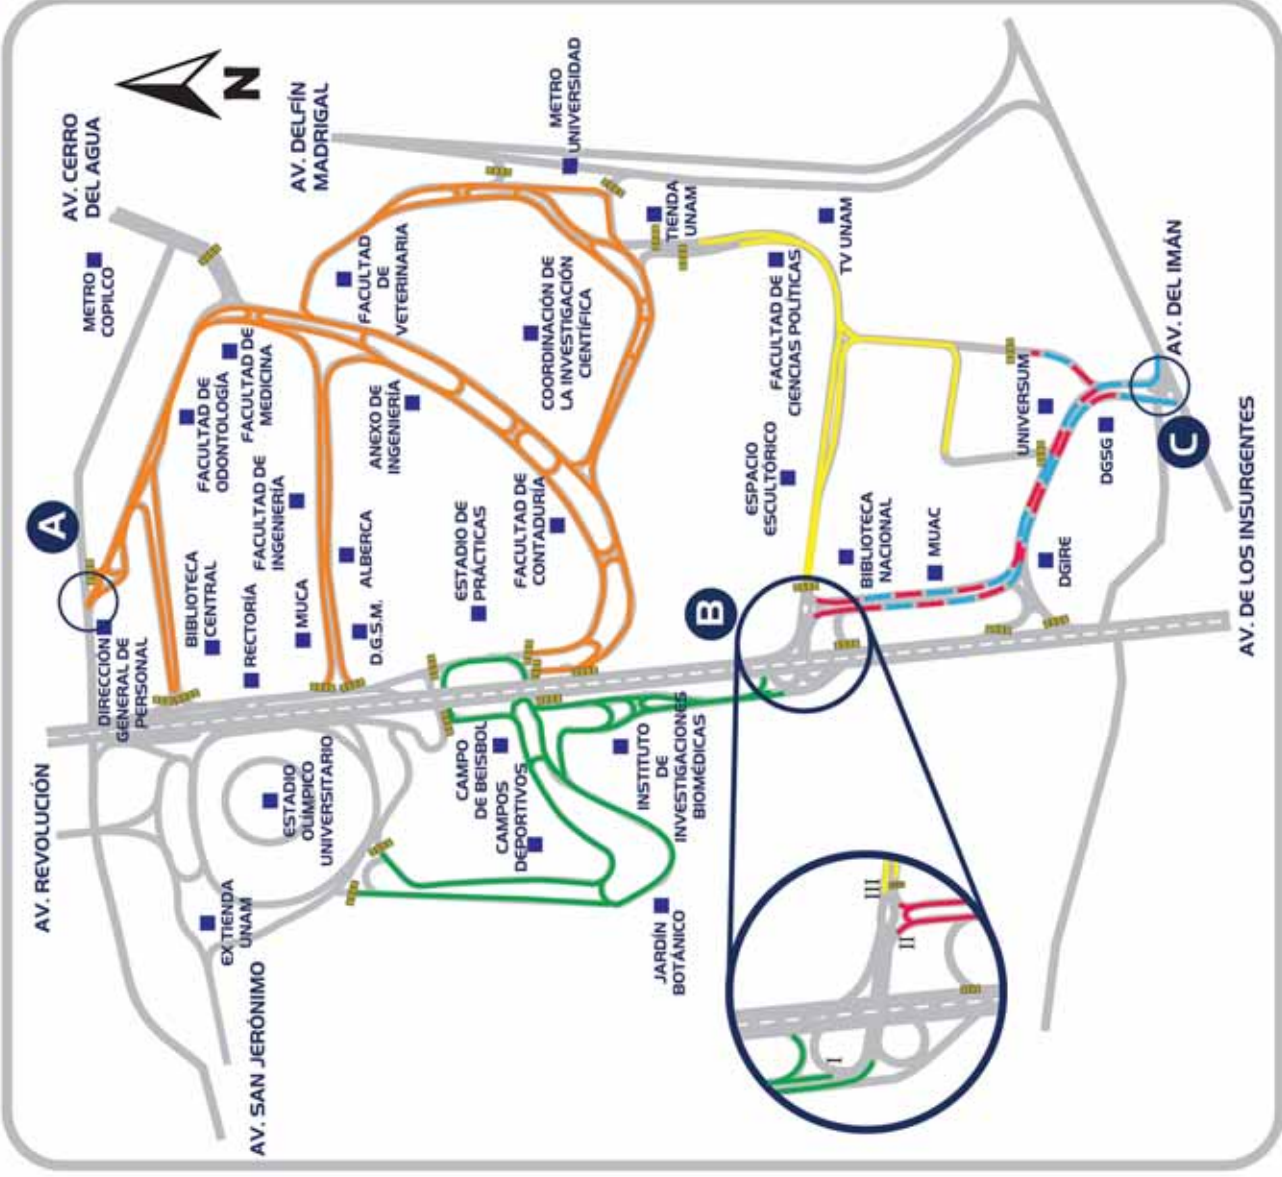 AV. REVOLUCIÓN
AV. SAN JERÓNIMO
EX TIENDA
UNAM
ESTADIO
OLÍMPICO
UNIVERSITARIO
A
DIRECCIÓN
GENERAL DE
PERSONAL
BIBLIOTECA
CENTRAL
RECTORÍA
MUCA
FACULTAD DE
INGENIERÍA
FACULTAD DE
ODONTOLOGÍA
FACULTAD DE
MEDICINA
METRO
COPILCO
AV. CERRO
DEL AGUA
N
AV. DELFÍN
MADRIGAL
METRO
UNIVERSIDAD
FACULTAD
DE
VETERINARIA
ANEXO DE
INGENIERÍA
ALBERCA
D.G.S.M.
ESTADIO DE
PRÁCTICAS
FACULTAD DE
CONTADURÍA
COORDINACIÓN DE
LA INVESTIGACIÓN
CIENTÍFICA
TIENDA
UNAM
CAMPO
DE BEISBOL
CAMPOS
DEPORTIVOS
INSTITUTO
DE
INVESTIGACIONES
BIOMÉDICAS
JARDÍN
BOTÁNICO
B
ESPACIO
ESCULTÓRICO
FACULTAD DE
CIENCIAS POLÍTICAS
TV UNAM
BIBLIOTECA
NACIONAL
MUAC
UNIVERSUM
DGIRE
DGSG
C
AV. DEL IMÁN
AV. DE LOS INSURGENTES
I
II
III